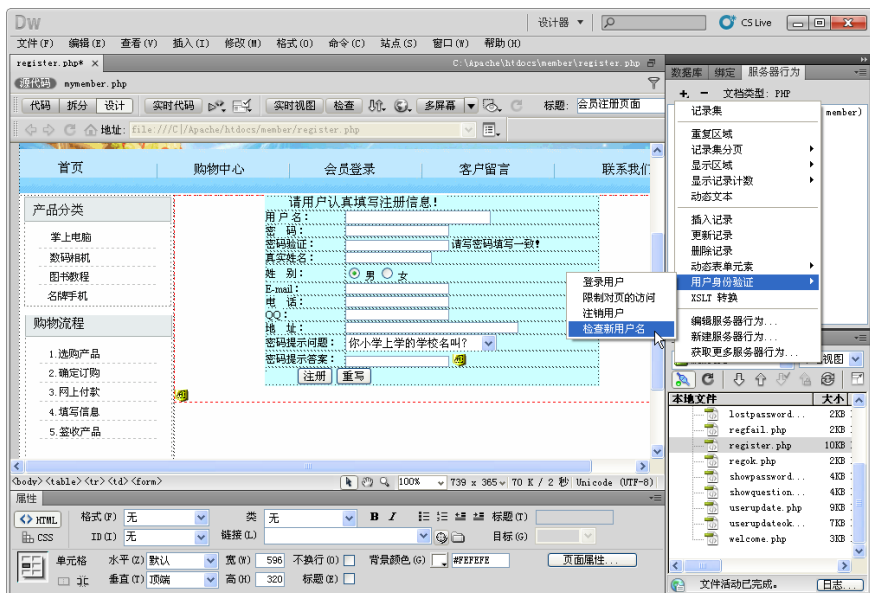 Dw
设计器
CS Live
文件(F) 编辑(E) 查看(V) 插入(I) 修改(M) 格式(O) 命令(C) 站点(S) 窗口(W) 帮助(H)
register.php* × C:\Apache\htdocs\member\register.php
源代码 nymember.php
代码 拆分 设计 实时代码 实时视图 检查 多屏幕 标题: 会员注册页面
地址: file:///C|/Apache/htdocs/member/register.php
首页 购物中心 会员登录 客户留言 联系我们
产品分类
掌上电脑
数码相机
图书教程
名牌手机
购物流程
1.选购产品
2.确定订购
3.网上付款
4.填写信息
5.签收产品
请用户认真填写注册信息!
用 户 名:
密 码:
密码验证: 请写密码填写一致!
真实姓名:
姓 别: 男 女
E-mail:
电 话:
QQ:
地 址:
密码提示问题: 你小学上学的学校名叫?
密码提示答案:
注册 重写
登录用户
限制对页的访问
注销用户
检查新用户名
数据库 绑定 服务器行为
文档类型: PHP
member)
记录集
重复区域
记录集分页
显示区域
显示记录计数
动态文本
插入记录
更新记录
删除记录
动态表单元素
用户身份验证
XSLT 转换
编辑服务器行为...
新建服务器行为...
获取更多服务器行为...
视图
本地文件 大小
lostpassword... 2KB
regfail.php 2KB
register.php 10KB
regok.php 2KB
showpassword... 4KB
showquestion... 4KB
userupdate.php 9KB
userupdateok... 7KB
welcome.php 3KB
文件活动已完成。 日志...
<body> <table> <tr> <td> <form> 100% 739 x 365 70 K / 2 秒 Unicode (UTF-8)
属性
HTML 格式(F) 无 类 无 B I 标题(T)
CSS ID(I) 无 链接(L) 目标(G)
单元格 水平(Z) 默认 宽(W) 596 不换行(O) 背景颜色(G) #FEFEFE 页面属性...
垂直(T) 顶端 高(H) 320 标题(E)